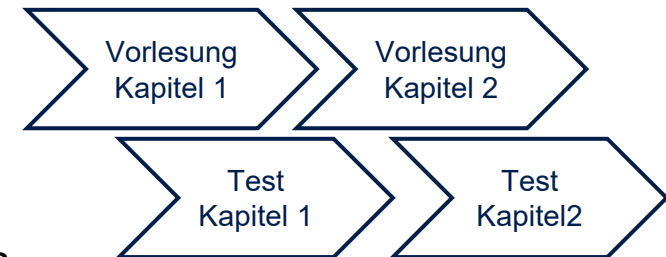 Vorlesung
Kapitel 1
Vorlesung
Kapitel 2
Test
Kapitel 1
Test
Kapitel2